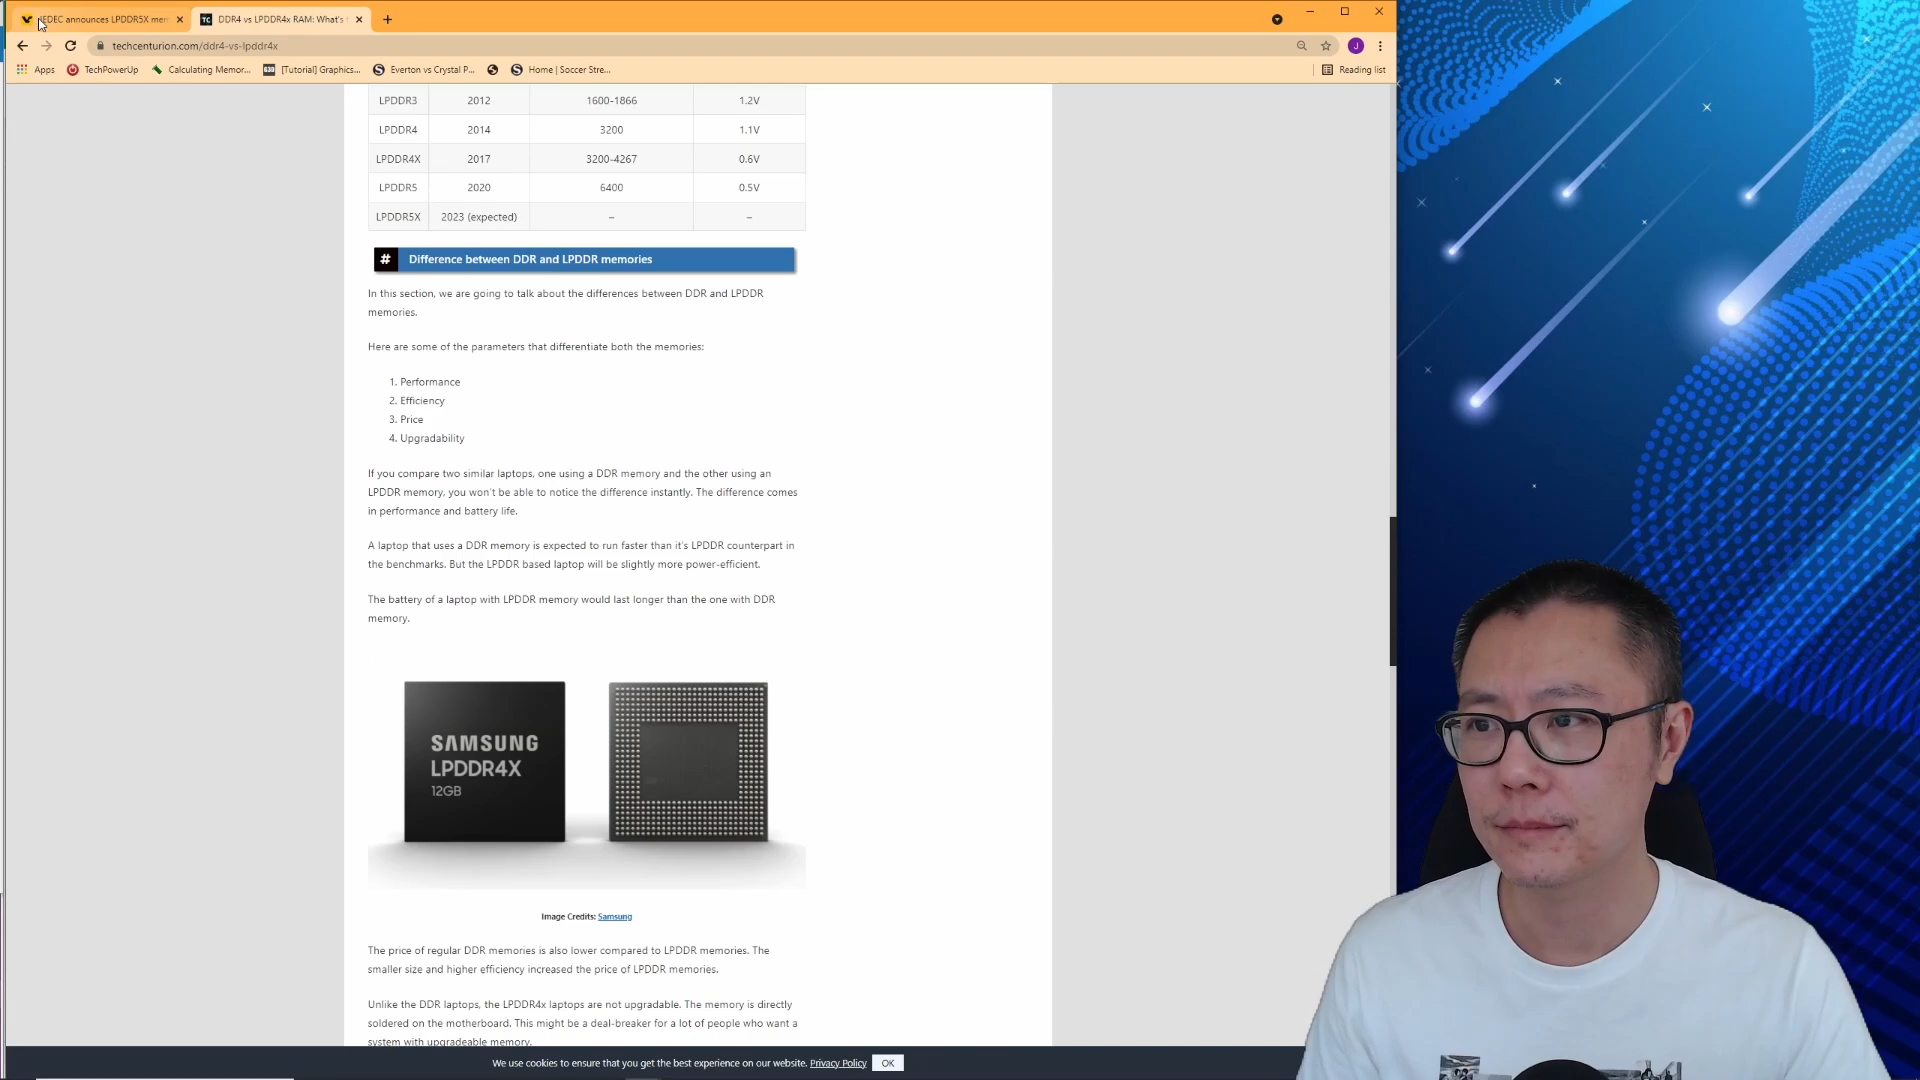 JEDEC announces LPDDR5X mem
DDR4 vs LPDDR4x RAM: What's
techcenturion.com/ddr4-vs-lpddr4x
J
Apps
TechPowerUp
Calculating Memor...
[Tutorial] Graphics...
Everton vs Crystal P...
Home | Soccer Stre...
Reading list
LPDDR3 2012 1600-1866 1.2V
LPDDR4 2014 3200 1.1V
LPDDR4X 2017 3200-4267 0.6V
LPDDR5 2020 6400 0.5V
LPDDR5X 2023 (expected) – –
# Difference between DDR and LPDDR memories
In this section, we are going to talk about the differences between DDR and LPDDR
memories.
Here are some of the parameters that differentiate both the memories:
1. Performance
2. Efficiency
3. Price
4. Upgradability
If you compare two similar laptops, one using a DDR memory and the other using an
LPDDR memory, you won't be able to notice the difference instantly. The difference comes
in performance and battery life.
A laptop that uses a DDR memory is expected to run faster than it's LPDDR counterpart in
the benchmarks. But the LPDDR based laptop will be slightly more power-efficient.
The battery of a laptop with LPDDR memory would last longer than the one with DDR
memory.
SAMSUNG
LPDDR4X
12GB
Image Credits: Samsung
The price of regular DDR memories is also lower compared to LPDDR memories. The
smaller size and higher efficiency increased the price of LPDDR memories.
Unlike the DDR laptops, the LPDDR4x laptops are not upgradable. The memory is directly
soldered on the motherboard. This might be a deal-breaker for a lot of people who want a
system with upgradeable memory.
We use cookies to ensure that you get the best experience on our website. Privacy Policy OK